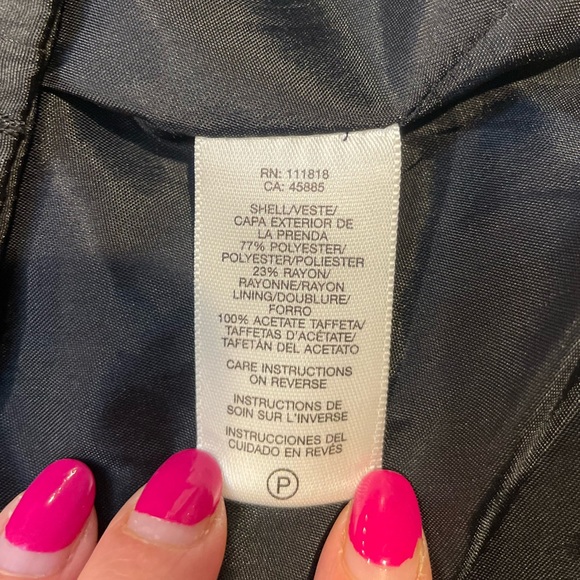 RN: 111818
CA: 45885
SHELL/VESTE/
CAPA EXTERIOR DE
LA PRENDA
77% POLYESTER/
POLYESTER/POLIESTER
23% RAYON/
RAYONNE/RAYON
LINING/DOUBLURE/
FORRO
100% ACETATE TAFFETA/
TAFFETAS D'ACÉTATE/
TAFETÁN DEL ACETATO
CARE INSTRUCTIONS
ON REVERSE
INSTRUCTIONS DE
SOIN SUR L'INVERSE
INSTRUCCIONES DEL
CUIDADO EN REVÉS
P